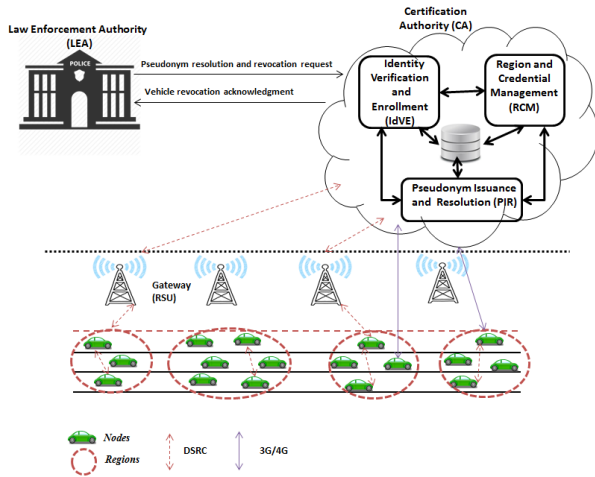 Certification
Authority (CA)
Law Enforcement Authority
(LEA)
POLICE
Pseudonym resolution and revocation request
Vehicle revocation acknowledgment
Identity
Verification
and
Enrollment
(IdVE)
Region and
Credential
Management
(RCM)
Pseudonym Issuance
and Resolution (PIR)
Gateway
(RSU)
Nodes
Regions
DSRC
3G/4G